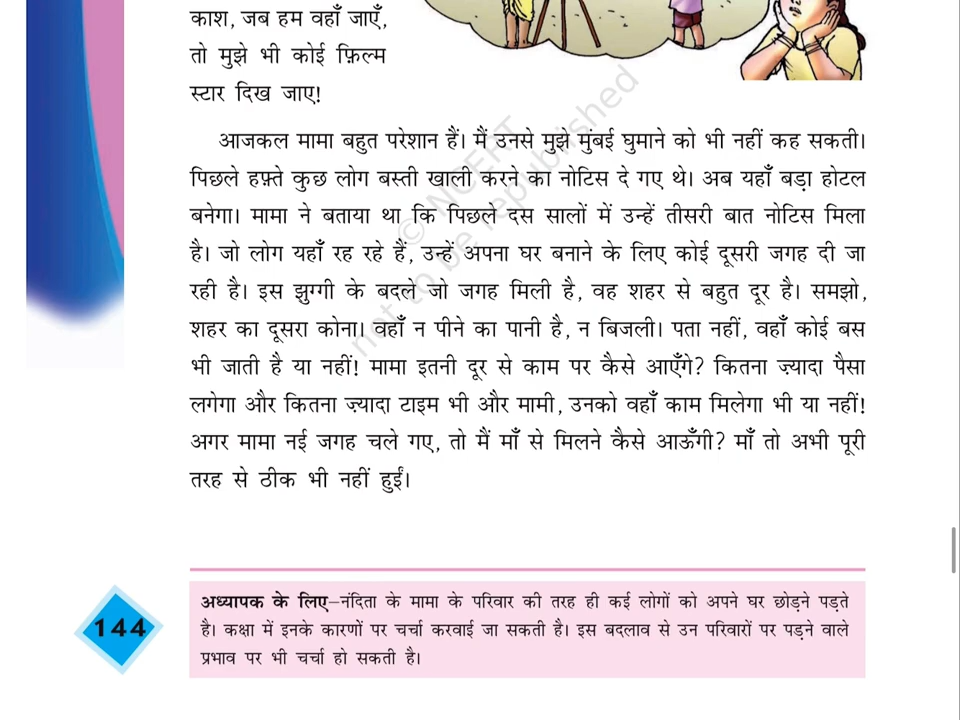 काश, जब हम वहाँ जाएँ,
तो मुझे भी कोई फ़िल्म
स्टार दिख जाए!
आजकल मामा बहुत परेशान हैं। मैं उनसे मुझे मुंबई घुमाने को भी नहीं कह सकती।
पिछले हफ़्ते कुछ लोग बस्ती खाली करने का नोटिस दे गए थे। अब यहाँ बड़ा होटल
बनेगा। मामा ने बताया था कि पिछले दस सालों में उन्हें तीसरी बात नोटिस मिला
है। जो लोग यहाँ रह रहे हैं, उन्हें अपना घर बनाने के लिए कोई दूसरी जगह दी जा
रही है। इस झुग्गी के बदले जो जगह मिली है, वह शहर से बहुत दूर है। समझो,
शहर का दूसरा कोना। वहाँ न पीने का पानी है, न बिजली। पता नहीं, वहाँ कोई बस
भी जाती है या नहीं! मामा इतनी दूर से काम पर कैसे आएँगे? कितना ज़्यादा पैसा
लगेगा और कितना ज़्यादा टाइम भी और मामी, उनको वहाँ काम मिलेगा भी या नहीं!
अगर मामा नई जगह चले गए, तो मैं माँ से मिलने कैसे आऊँगी? माँ तो अभी पूरी
तरह से ठीक भी नहीं हुईं।
© NCERT
not to be republished
अध्यापक के लिए–नंदिता के मामा के परिवार की तरह ही कई लोगों को अपने घर छोड़ने पड़ते
है। कक्षा में इनके कारणों पर चर्चा करवाई जा सकती है। इस बदलाव से उन परिवारों पर पड़ने वाले
प्रभाव पर भी चर्चा हो सकती है।
144